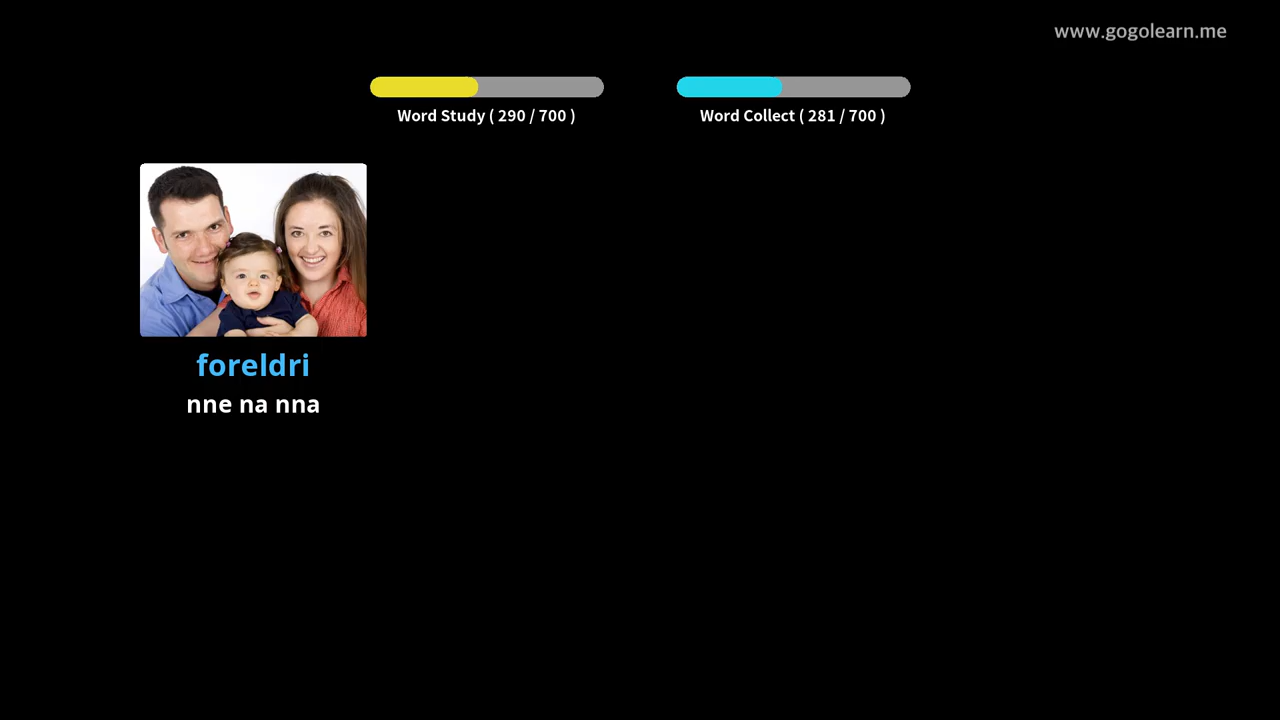 www.gogolearn.me
Word Study ( 290 / 700 )
Word Collect ( 281 / 700 )
foreldri
nne na nna